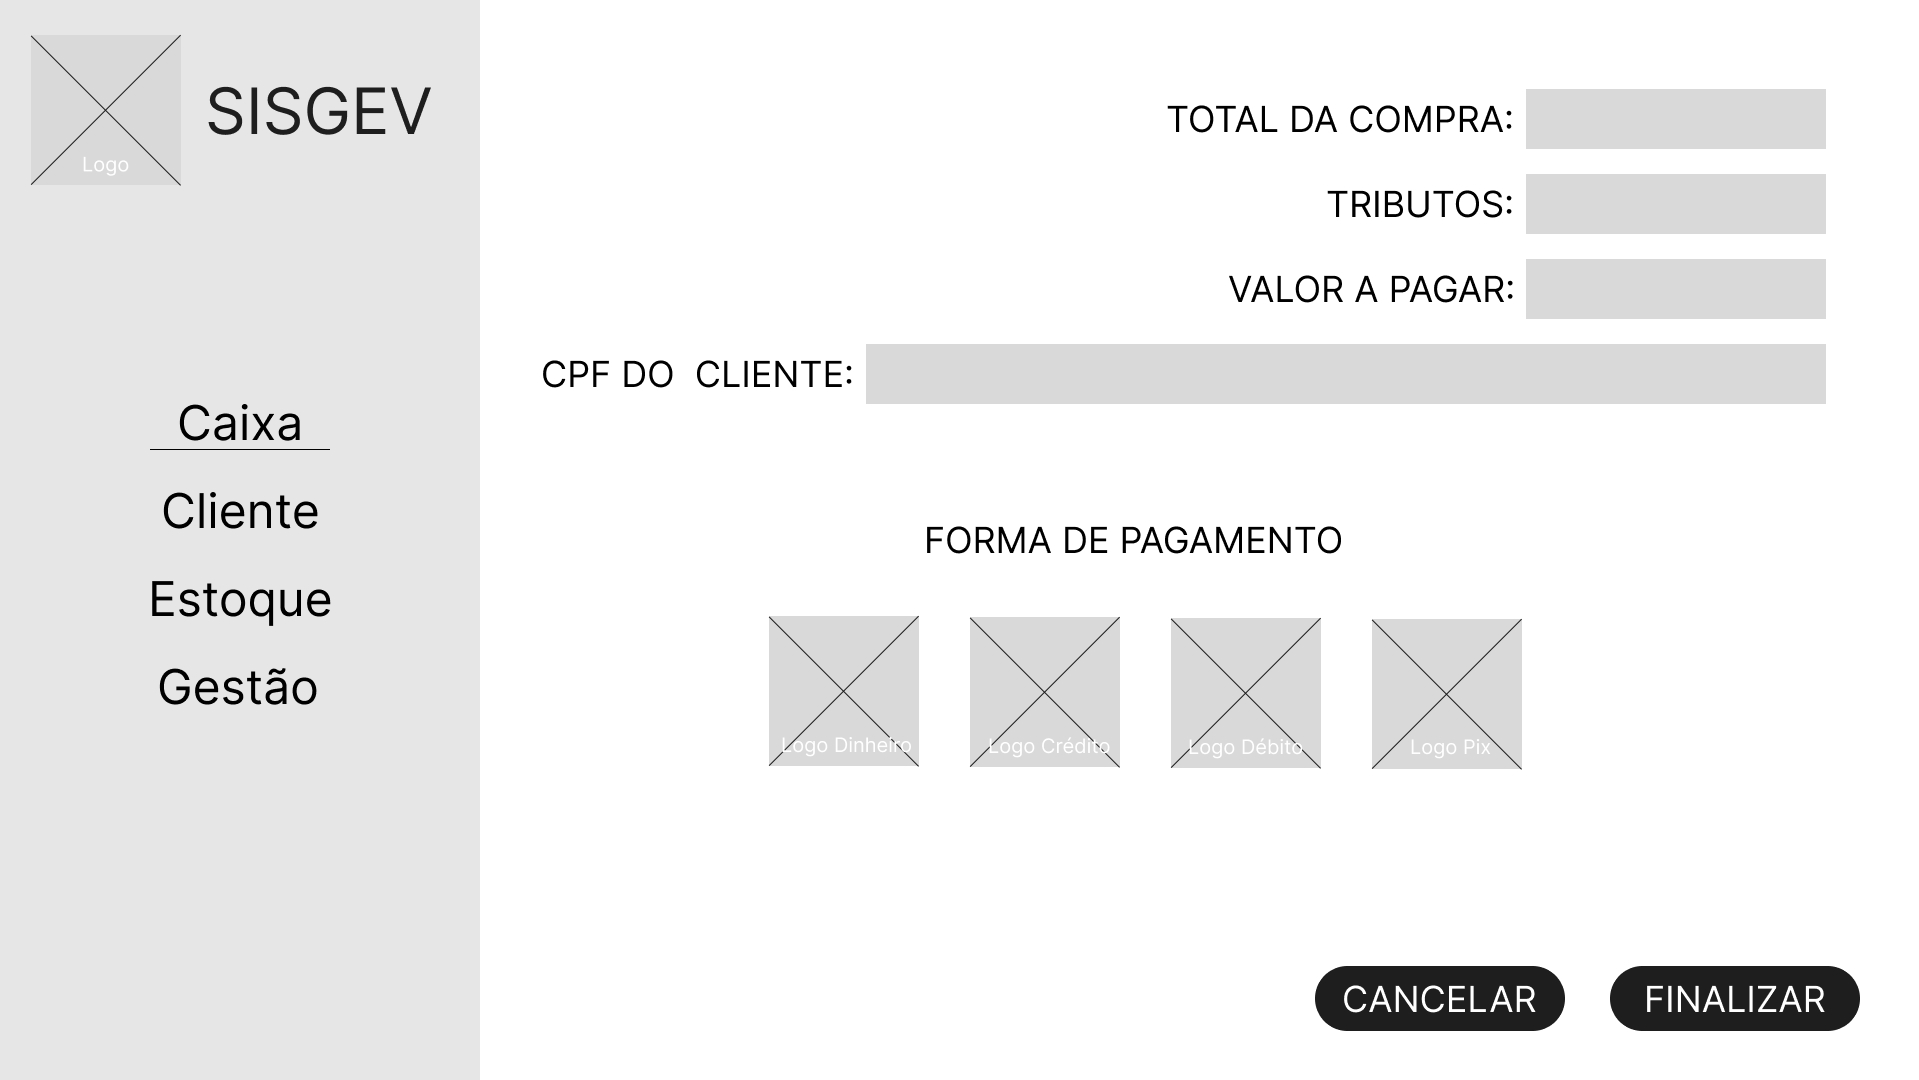 Logo
SISGEV
Caixa
Cliente
Estoque
Gestão
TOTAL DA COMPRA:
TRIBUTOS:
VALOR A PAGAR:
CPF DO  CLIENTE:
FORMA DE PAGAMENTO
Logo Dinheiro
Logo Crédito
Logo Débito
Logo Pix
CANCELAR
FINALIZAR